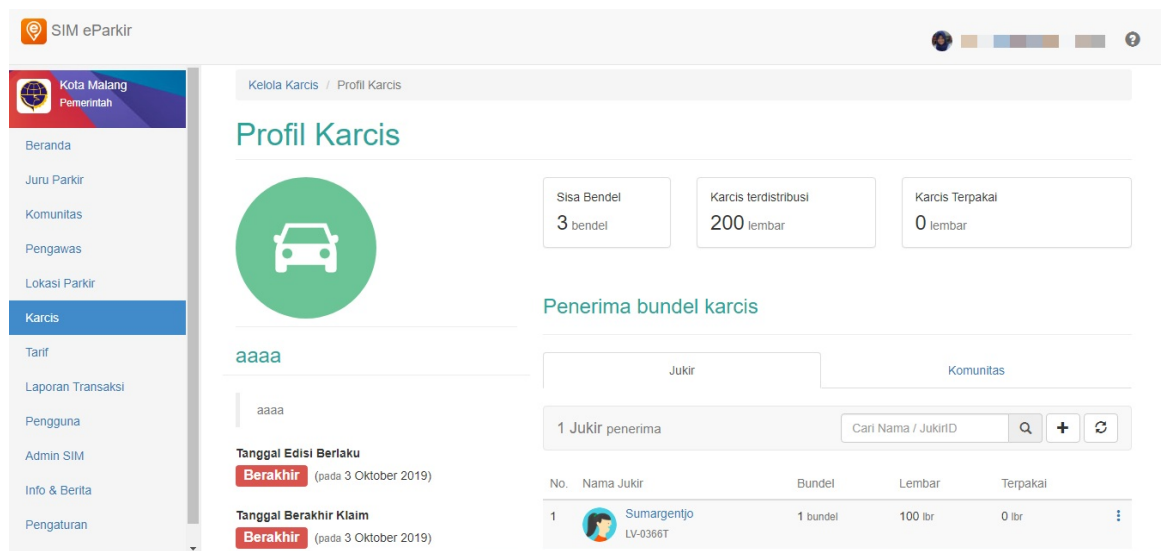 SIM eParkir
Kota Malang
Pemerintah
Beranda
Juru Parkir
Komunitas
Pengawas
Lokasi Parkir
Karcis
Tarif
Laporan Transaksi
Pengguna
Admin SIM
Info & Berita
Pengaturan
Kelola Karcis / Profil Karcis
Profil Karcis
aaaa
aaaa
Tanggal Edisi Berlaku
Berakhir (pada 3 Oktober 2019)
Tanggal Berakhir Klaim
Berakhir (pada 3 Oktober 2019)
Sisa Bendel
3 bendel
Karcis terdistribusi
200 lembar
Karcis Terpakai
0 lembar
Penerima bundel karcis
Jukir Komunitas
1 Jukir penerima Cari Nama / JukirID
No. Nama Jukir Bundel Lembar Terpakai
1 Sumargentjo 1 bundel 100 lbr 0 lbr
LV-0366T